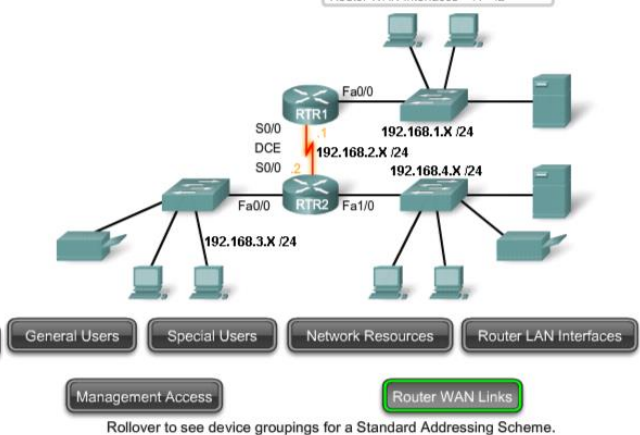 Fa0/0
RTR1
S0/0
.1
192.168.1.X /24
DCE
192.168.2.X /24
S0/0
.2
192.168.4.X /24
Fa0/0
RTR2
Fa1/0
192.168.3.X /24
General Users
Special Users
Network Resources
Router LAN Interfaces
Management Access
Router WAN Links
Rollover to see device groupings for a Standard Addressing Scheme.